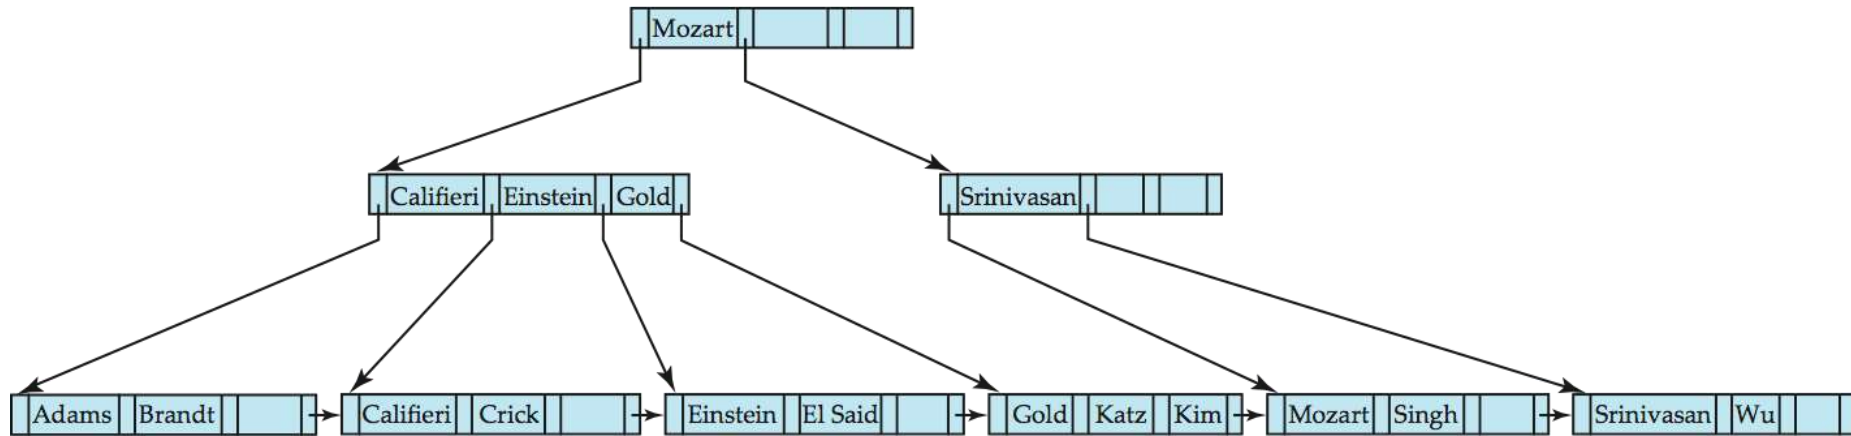 Mozart
Califieri Einstein Gold
Srinivasan
Adams Brandt
Califieri Crick
Einstein El Said
Gold Katz Kim
Mozart Singh
Srinivasan Wu